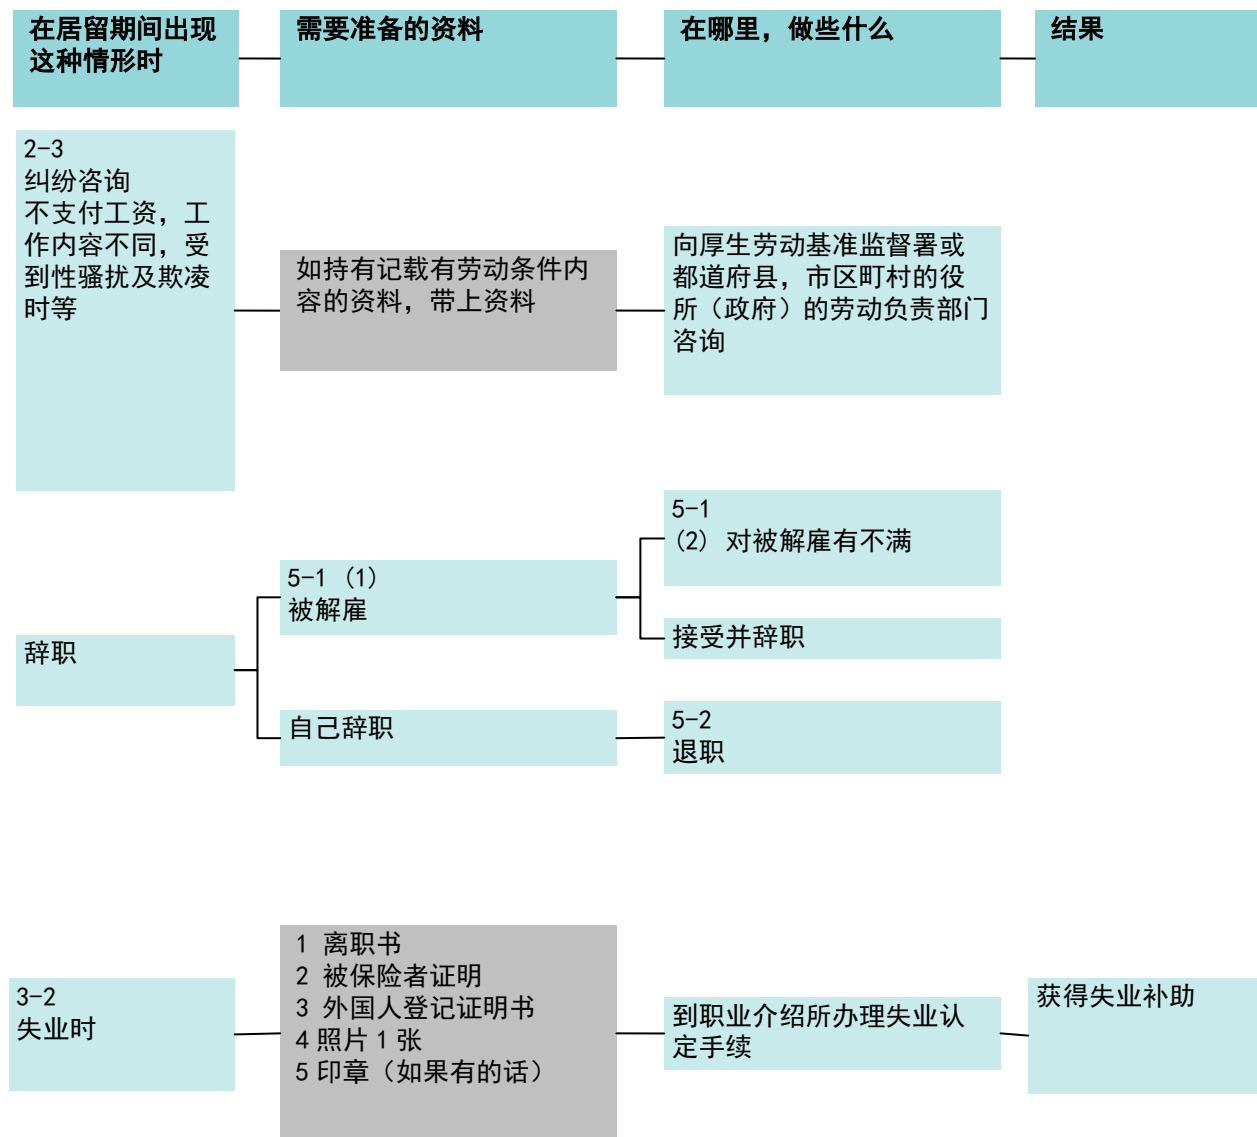 在居留期间出现
这种情形时
需要准备的资料
在哪里，做些什么
结果
2-3
纠纷咨询
不支付工资，工
作内容不同，受
到性骚扰及欺凌
时等
如持有记载有劳动条件内
容的资料，带上资料
向厚生劳动基准监督署或
都道府县，市区町村的役
所（政府）的劳动负责部门
咨询
辞职
5-1 (1)
被解雇
5-1
(2) 对被解雇有不满
接受并辞职
自己辞职
5-2
退职
3-2
失业时
1 离职书
2 被保险者证明
3 外国人登记证明书
4 照片 1 张
5 印章（如果有的话）
到职业介绍所办理失业认
定手续
获得失业补助